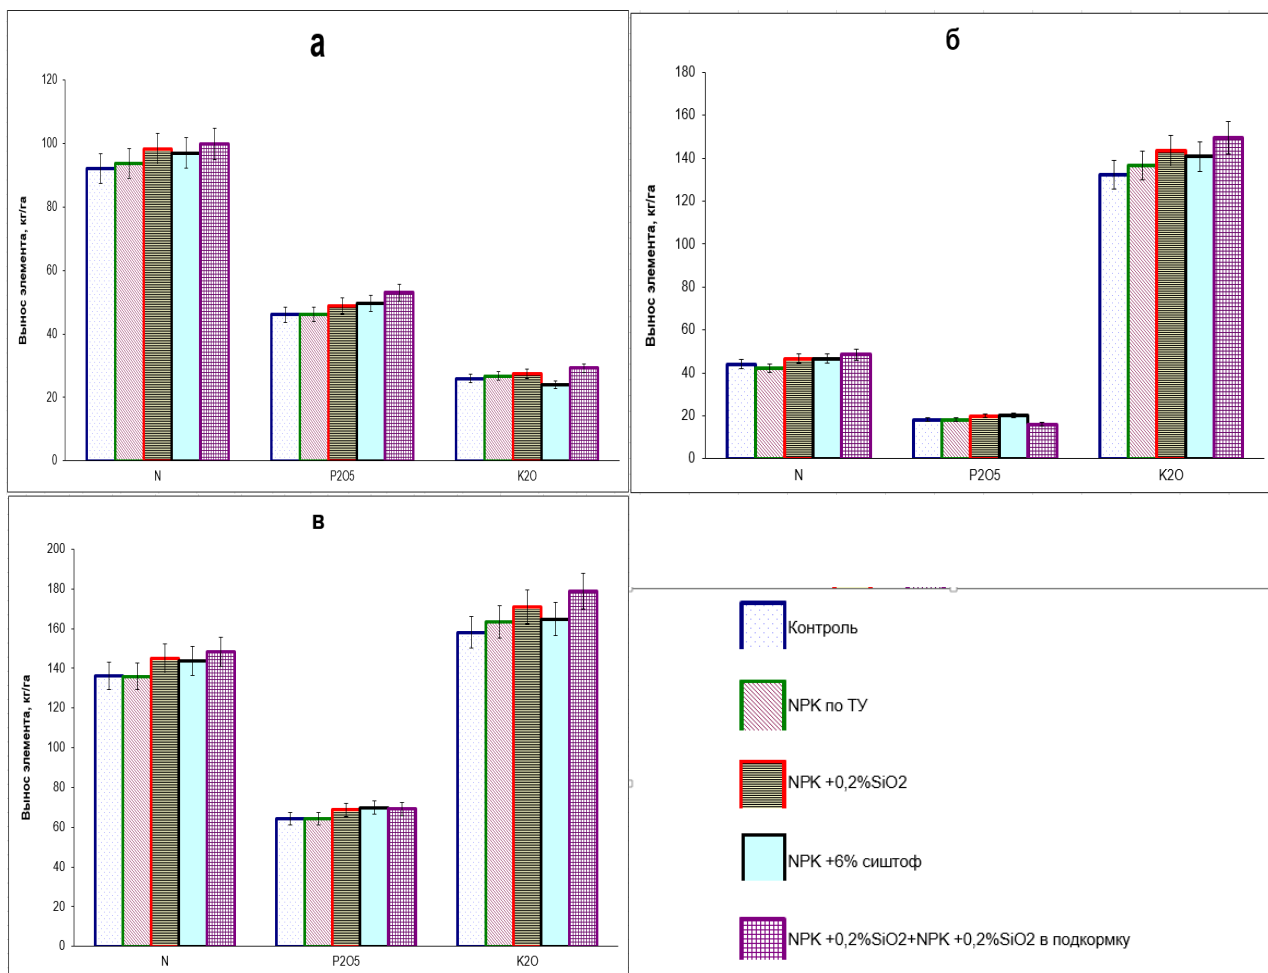 а
120
100
80
60
40
20
0
Вынос элемента, кг/га
N
P2O5
K2O
б
180
160
140
120
100
80
60
40
20
0
Вынос элемента, кг/га
N
P2O5
K2O
в
200
180
160
140
120
100
80
60
40
20
0
Вынос элемента, кг/га
N
P2O5
K2O
Контроль
NPK по ТУ
NPK +0,2%SiO2
NPK +6% сиштоф
NPK +0,2%SiO2+NPK +0,2%SiO2 в подкормку